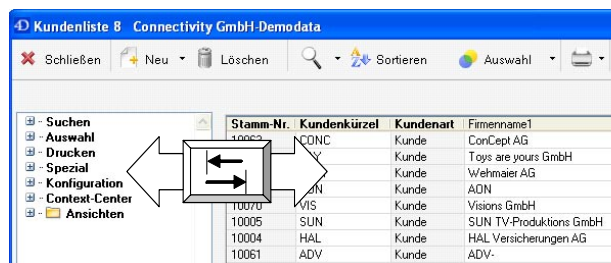 Kundenliste 8 Connectivity GmbH-Demodata
Schließen Neu Löschen Sortieren Auswahl
Suchen
Auswahl
Drucken
Spezial
Konfiguration
Context-Center
Ansichten
Stamm-Nr. Kundenkürzel Kundenart Firmenname1
CONC Kunde ConCept AG
Kunde Toys are yours GmbH
Kunde Wehmaier AG
Kunde AON
10070 VIS Kunde Visions GmbH
10005 SUN Kunde SUN TV-Produktions GmbH
10004 HAL Kunde HAL Versicherungen AG
10061 ADV Kunde ADV-